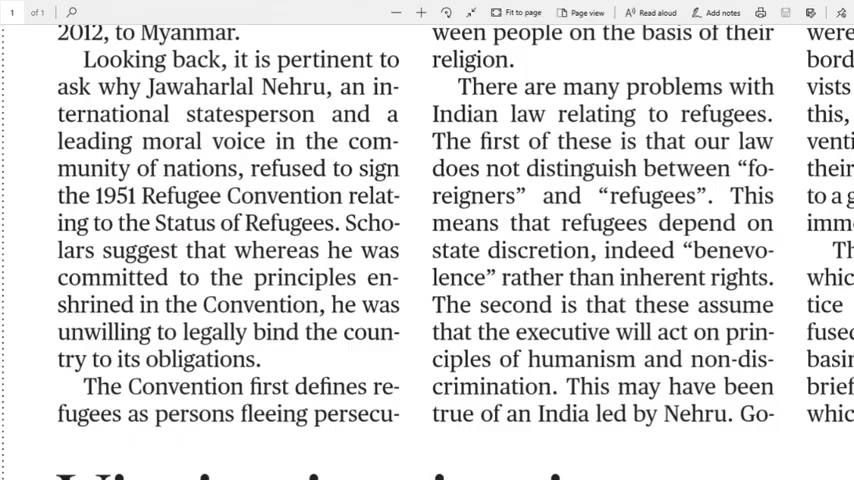 1 of 1
Fit to page
Page view
Read aloud
Add notes
2012, to Myanmar.
Looking back, it is pertinent to
ask why Jawaharlal Nehru, an in-
ternational statesperson and a
leading moral voice in the com-
munity of nations, refused to sign
the 1951 Refugee Convention relat-
ing to the Status of Refugees. Scho-
lars suggest that whereas he was
committed to the principles en-
shrined in the Convention, he was
unwilling to legally bind the coun-
try to its obligations.
The Convention first defines re-
fugees as persons fleeing persecu-
ween people on the basis of their
religion.
There are many problems with
Indian law relating to refugees.
The first of these is that our law
does not distinguish between “fo-
reigners” and “refugees”. This
means that refugees depend on
state discretion, indeed “benevo-
lence” rather than inherent rights.
The second is that these assume
that the executive will act on prin-
ciples of humanism and non-dis-
crimination. This may have been
true of an India led by Nehru. Go-
were
bord
vists
this,
venti
their
to a g
imm
Th
which
tice
fused
basin
brief
which